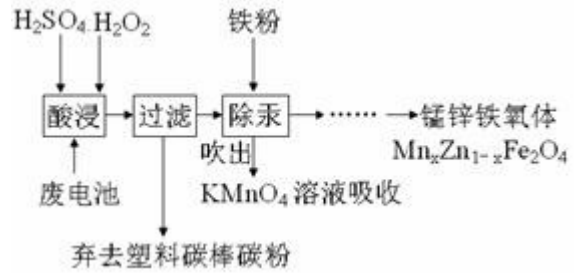 H₂SO₄ H₂O₂
铁粉
酸浸
过滤
除汞
……
锰锌铁氧体
MnₓZn₁₋ₓFe₂O₄
吹出
废电池
KMnO₄溶液吸收
弃去塑料碳棒碳粉